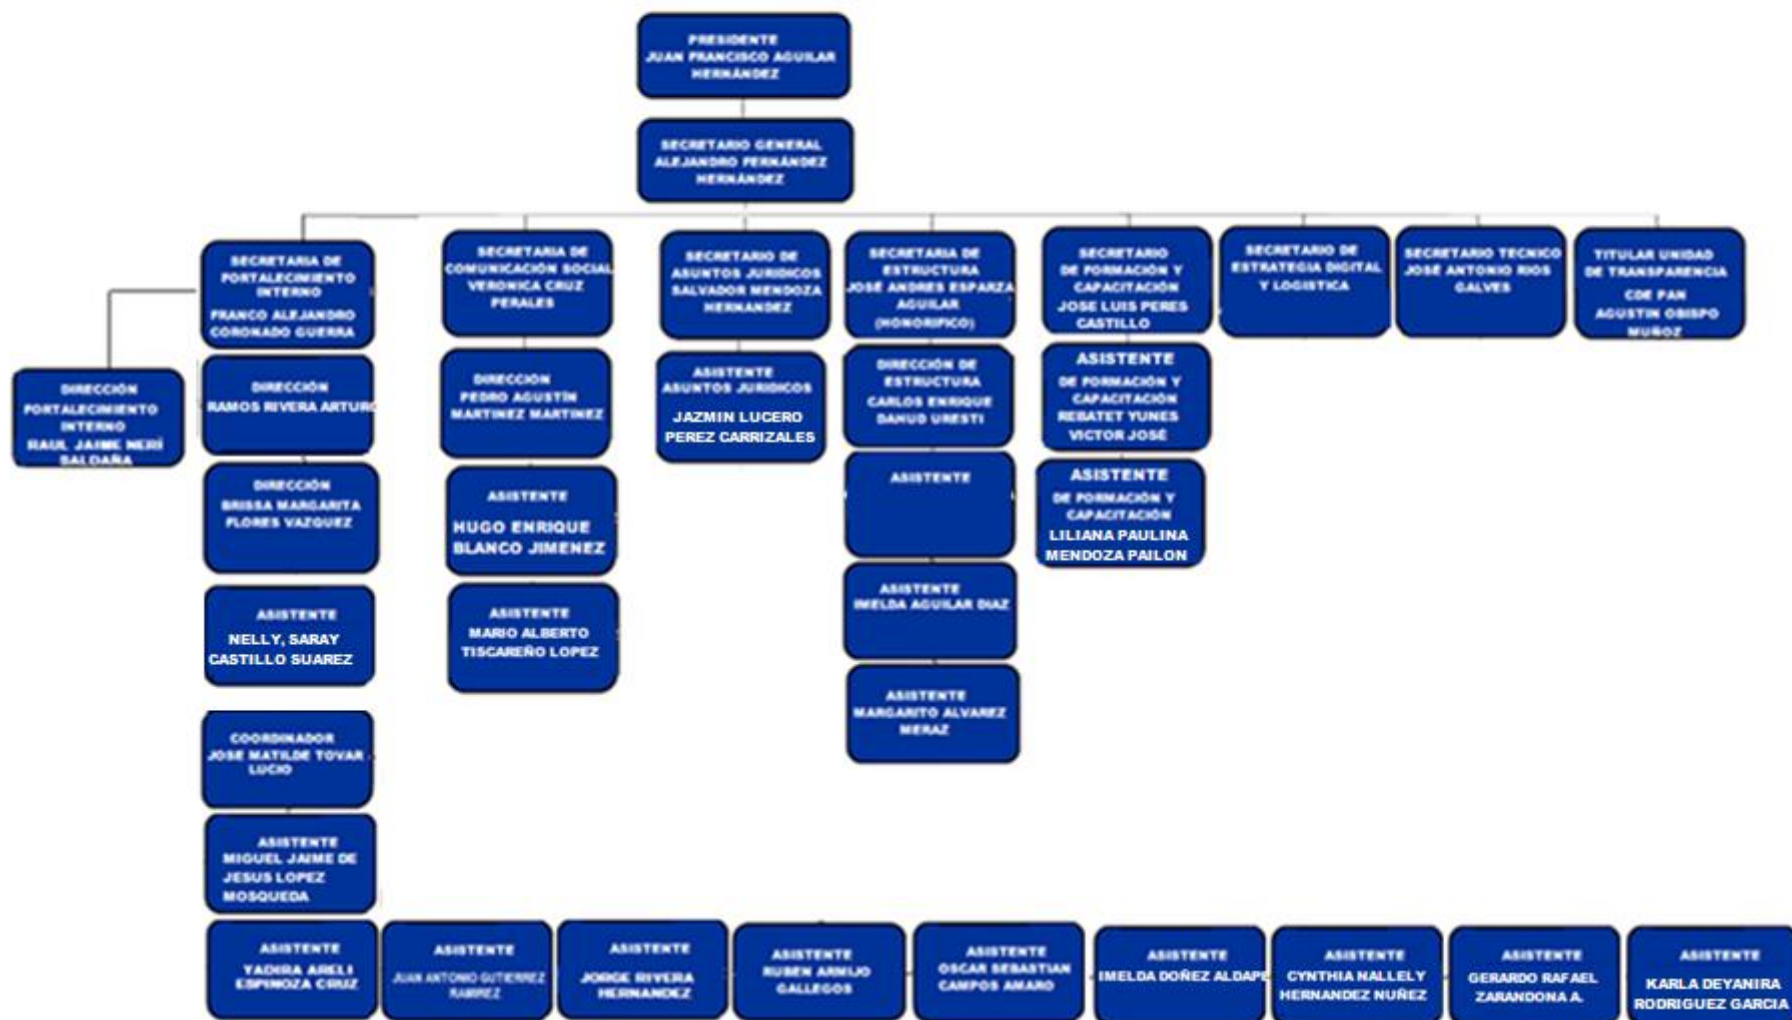 PRESIDENTE
JUAN FRANCISCO AGUILAR
HERNÁNDEZ
SECRETARIO GENERAL
ALEJANDRO FERNÁNDEZ
HERNÁNDEZ
SECRETARIA DE
FORTALECIMIENTO
INTERNO
FRANCO ALEJANDRO
CORONADO GUERRA
SECRETARIA DE
COMUNICACIÓN SOCIAL
VERONICA CRUZ
PERALES
SECRETARIO DE
ASUNTOS JURIDICOS
SALVADOR MENDOZA
HERNANDEZ
SECRETARIA DE
ESTRUCTURA
JOSÉ ANDRES ESPARZA
AGUILAR
(HONORIFICO)
SECRETARIO
DE FORMACIÓN Y
CAPACITACIÓN
JOSE LUIS PERES
CASTILLO
SECRETARIO DE
ESTRATEGIA DIGITAL
Y LOGISTICA
SECRETARIO TECNICO
JOSÉ ANTONIO RIOS
GALVES
TITULAR UNIDAD
DE TRANSPARENCIA
CDE PAN
AGUSTIN OBISPO
MUÑOZ
DIRECCIÓN
FORTALECIMIENTO
INTERNO
RAUL JAIME NERÍ
SALDAÑA
DIRECCIÓN
RAMOS RIVERA ARTURO
DIRECCIÓN
PEDRO AGUSTÍN
MARTINEZ MARTINEZ
ASISTENTE
ASUNTOS JURIDICOS
JAZMIN LUCERO
PEREZ CARRIZALES
DIRECCIÓN DE
ESTRUCTURA
CARLOS ENRIQUE
DAHUD URESTI
ASISTENTE
DE FORMACIÓN Y
CAPACITACIÓN
REBATET YUNES
VICTOR JOSÉ
DIRECCIÓN
BRISSA MARGARITA
FLORES VAZQUEZ
ASISTENTE
HUGO ENRIQUE
BLANCO JIMENEZ
ASISTENTE
ASISTENTE
DE FORMACIÓN Y
CAPACITACIÓN
LILIANA PAULINA
MENDOZA PAILON
ASISTENTE
NELLY, SARAY
CASTILLO SUAREZ
ASISTENTE
MARIO ALBERTO
TISCAREÑO LOPEZ
ASISTENTE
IMELDA AGUILAR DIAZ
ASISTENTE
MARGARITO ALVAREZ
MERAZ
COORDINADOR
JOSE MATILDE TOVAR
LUCIO
ASISTENTE
MIGUEL JAIME DE
JESUS LOPEZ
MOSQUEDA
ASISTENTE
YADIRA ARELI
ESPINOZA CRUZ
ASISTENTE
JUAN ANTONIO GUTIERREZ
RAMIREZ
ASISTENTE
JORGE RIVERA
HERNANDEZ
ASISTENTE
RUBEN ARMIJO
GALLEGOS
ASISTENTE
OSCAR SEBASTIAN
CAMPOS AMARO
ASISTENTE
IMELDA DOÑEZ ALDAPE
ASISTENTE
CYNTHIA NALLELY
HERNANDEZ NUÑEZ
ASISTENTE
GERARDO RAFAEL
ZARANDONA A.
ASISTENTE
KARLA DEYANIRA
RODRIGUEZ GARCIA